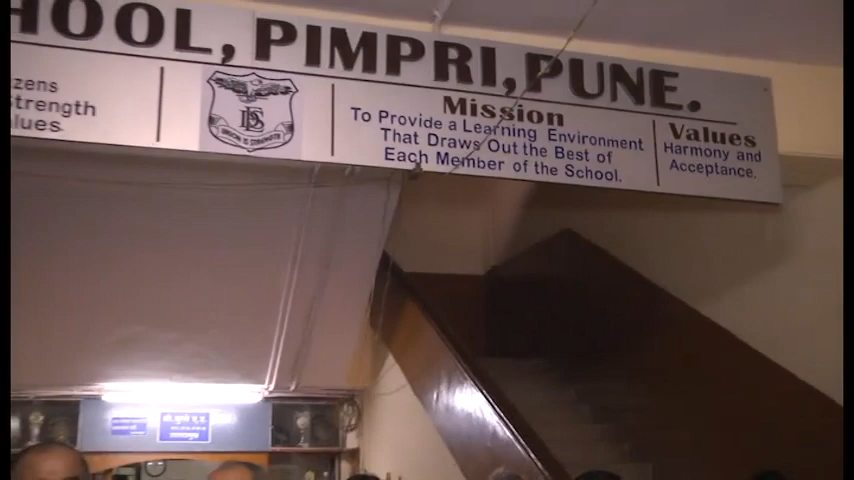 HOOL, PIMPRI, PUNE.
zens
Strength
lues
Mission
To Provide a Learning Environment
That Draws Out the Best of
Each Member of the School.
Values
Harmony and
Acceptance.